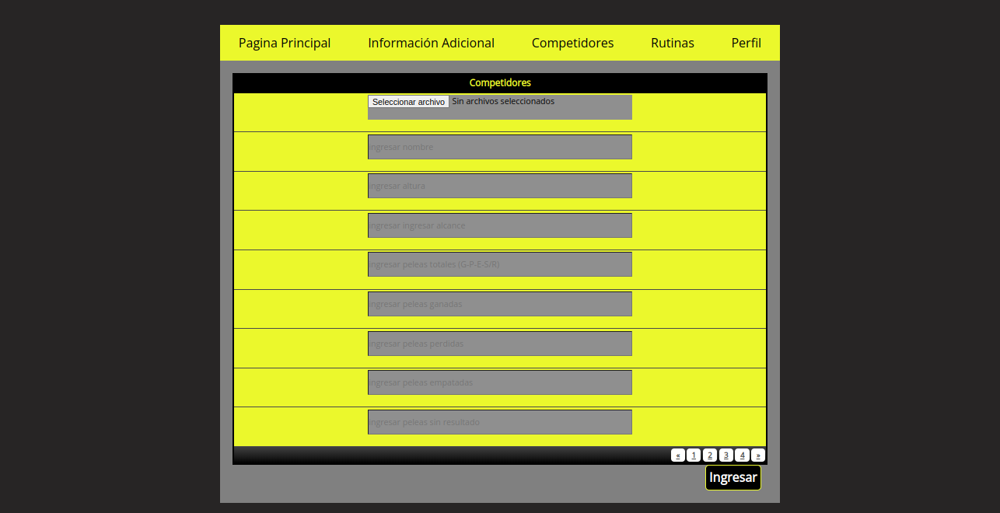 Pagina Principal Información Adicional Competidores Rutinas Perfil
Competidores
Seleccionar archivo Sin archivos seleccionados
Ingresar nombre
Ingresar altura
Ingresar ingresar alcance
Ingresar peleas totales (G-P-E-S/R)
Ingresar peleas ganadas
Ingresar peleas perdidas
Ingresar peleas empatadas
Ingresar peleas sin resultado
« 1 2 3 4 »
Ingresar